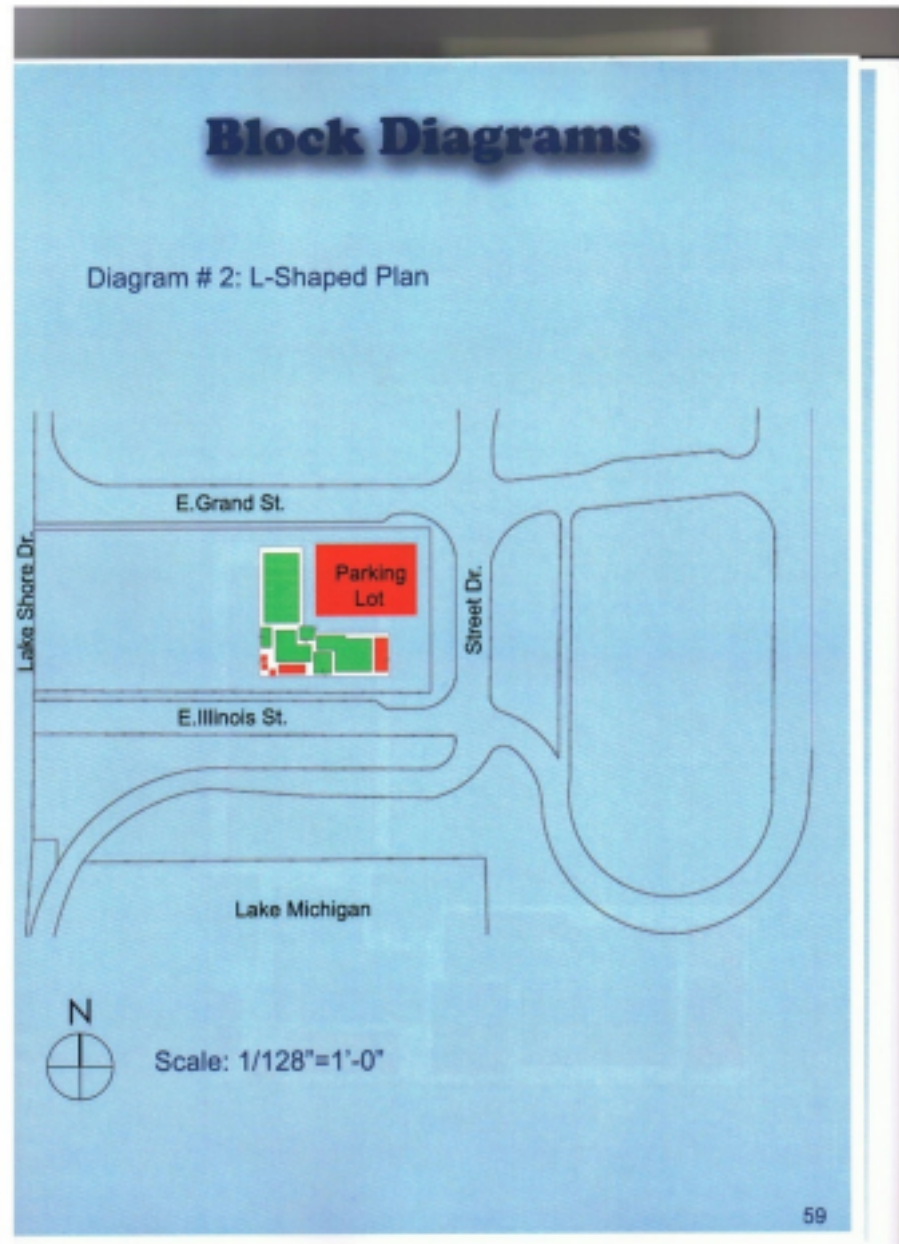 Block Diagrams
Diagram # 2: L-Shaped Plan
E.Grand St.
Lake Shore Dr.
Parking
Lot
Street Dr.
E.Illinois St.
Lake Michigan
N
Scale: 1/128"=1'-0"
59